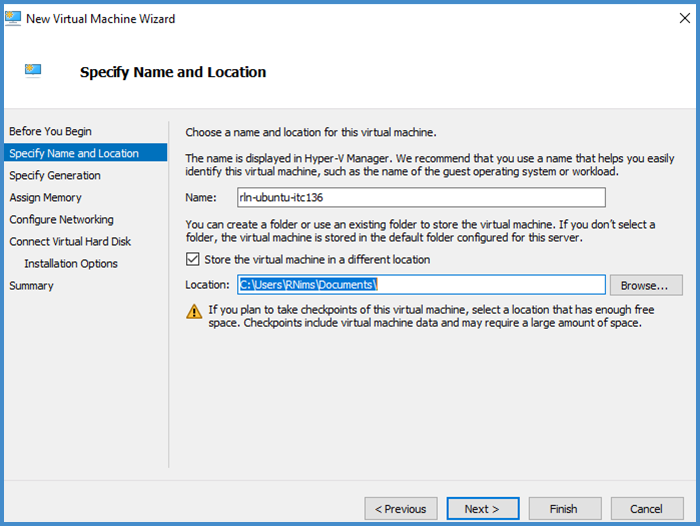 New Virtual Machine Wizard
Specify Name and Location
Before You Begin
Specify Name and Location
Specify Generation
Assign Memory
Configure Networking
Connect Virtual Hard Disk
Installation Options
Summary
Choose a name and location for this virtual machine.
The name is displayed in Hyper-V Manager. We recommend that you use a name that helps you easily
identify this virtual machine, such as the name of the guest operating system or workload.
Name: rln-ubuntu-itc136
You can create a folder or use an existing folder to store the virtual machine. If you don't select a
folder, the virtual machine is stored in the default folder configured for this server.
Store the virtual machine in a different location
Location: C:\Users\RNims\Documents\ Browse...
If you plan to take checkpoints of this virtual machine, select a location that has enough free
space. Checkpoints include virtual machine data and may require a large amount of space.
< Previous Next > Finish Cancel